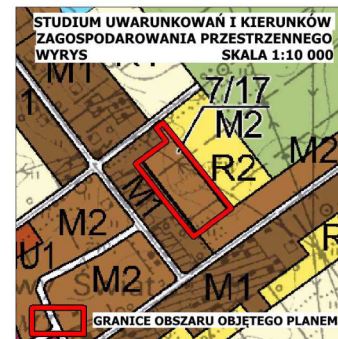 STUDIUM UWARUNKOWAŃ I KIERUNKÓW
ZAGOSPODAROWANIA PRZESTRZENNEGO
WYRYS SKALA 1:10 000
M1
7/17
M2
M2
R2
M1
M2
U1
M2
M1
GRANICE OBSZARU OBJĘTEGO PLANEM